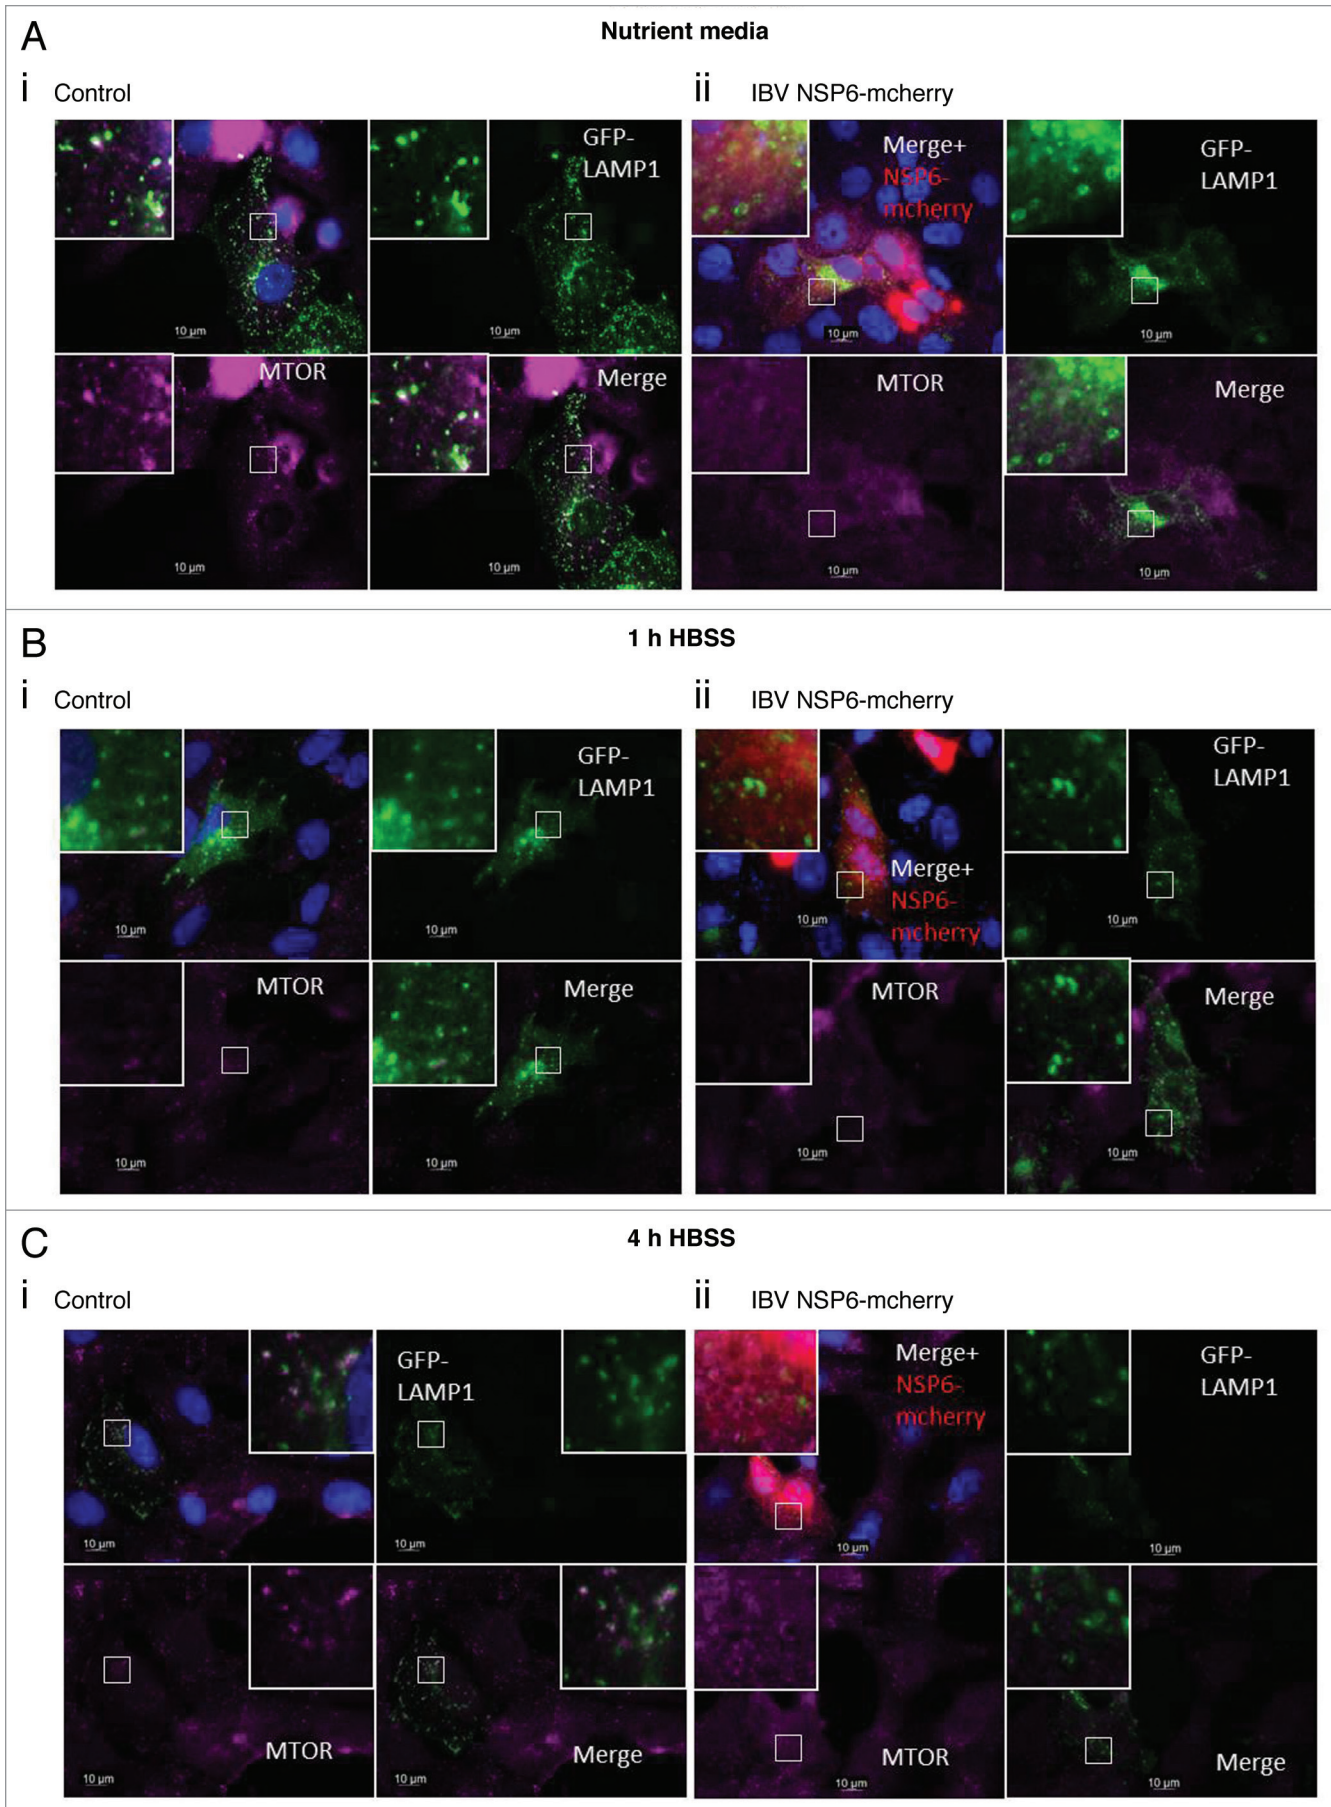 A
Nutrient media
i Control
ii IBV NSP6-mcherry
GFP-
LAMP1
10 µm
10 µm
Merge+
NSP6-
mcherry
10 µm
GFP-
LAMP1
10 µm
MTOR
10 µm
Merge
10 µm
MTOR
10 µm
Merge
10 µm
B
1 h HBSS
i Control
ii IBV NSP6-mcherry
10 µm
GFP-
LAMP1
10 µm
Merge+
NSP6-
mcherry
10 µm
GFP-
LAMP1
10 µm
MTOR
10 µm
Merge
10 µm
MTOR
10 µm
Merge
10 µm
C
4 h HBSS
i Control
ii IBV NSP6-mcherry
10 µm
GFP-
LAMP1
10 µm
Merge+
NSP6-
mcherry
10 µm
GFP-
LAMP1
10 µm
MTOR
10 µm
Merge
10 µm
MTOR
10 µm
Merge
10 µm